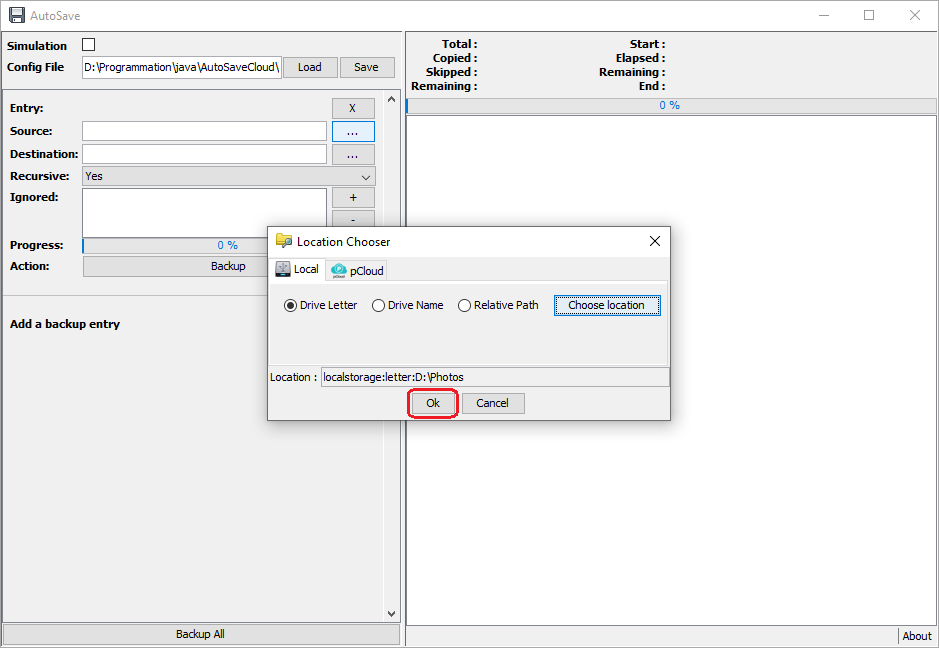 AutoSave
Simulation
Config File D:\Programmation\java\AutoSaveCloud\ Load Save
Entry: X
Source: ...
Destination: ...
Recursive: Yes
Ignored: +
-
Progress: 0 %
Action: Backup
Add a backup entry
Backup All
Total : Start :
Copied : Elapsed :
Skipped : Remaining :
Remaining : End :
0 %
Location Chooser
Local pCloud
Drive Letter Drive Name Relative Path Choose location
Location : localstorage:letter:D:\Photos
Ok Cancel
About